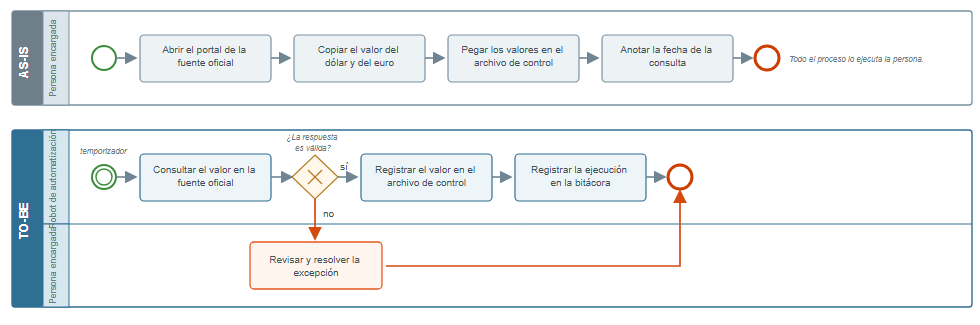 AS-IS
Persona encargada
Abrir el portal de la
fuente oficial
Copiar el valor del
dólar y del euro
Pegar los valores en el
archivo de control
Anotar la fecha de la
consulta
Todo el proceso lo ejecuta la persona.
TO-BE
Robot de automatización
temporizador
Consultar el valor en la
fuente oficial
¿La respuesta
es válida?
sí
Registrar el valor en el
archivo de control
Registrar la ejecución
en la bitácora
no
Persona encargada
Revisar y resolver la
excepción